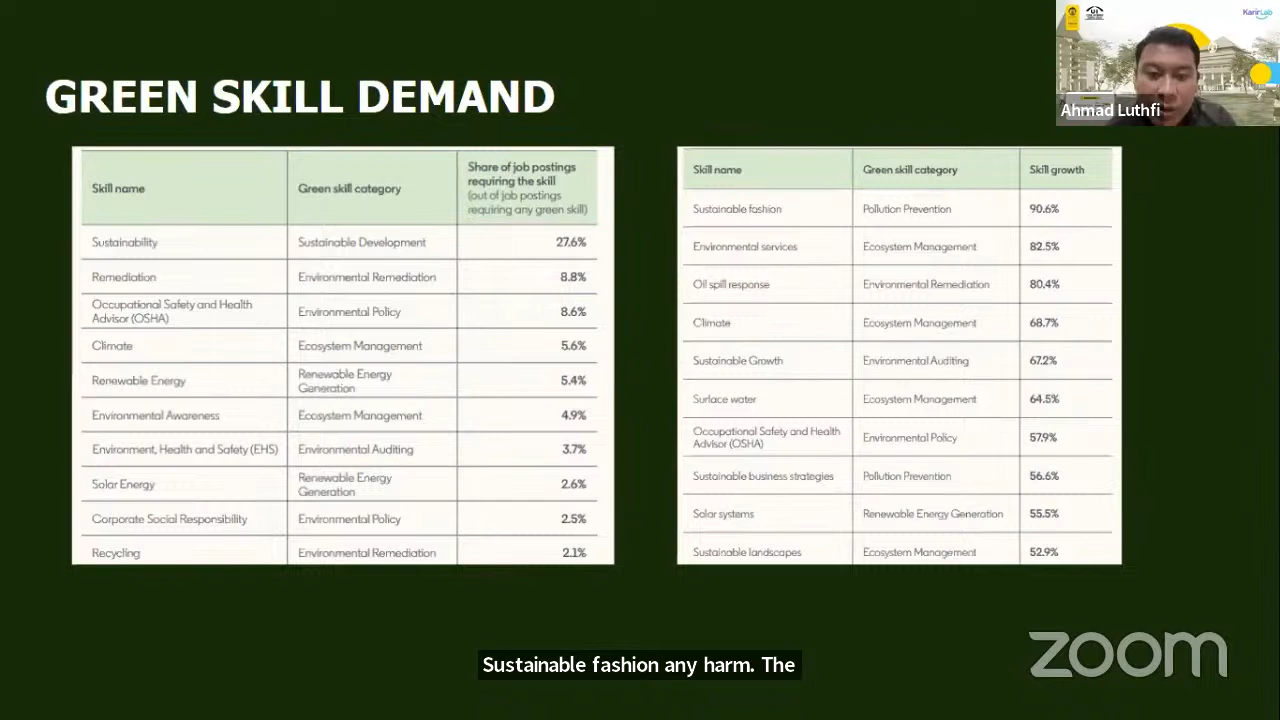 GREEN SKILL DEMAND
KarirLab
Ahmad Luthfi
Skill name
Green skill category
Share of job postings
requiring the skill
(out of job postings
requiring any green skill)
Sustainability
Sustainable Development
27.6%
Remediation
Environmental Remediation
8.8%
Occupational Safety and Health
Advisor (OSHA)
Environmental Policy
8.6%
Climate
Ecosystem Management
5.6%
Renewable Energy
Renewable Energy
Generation
5.4%
Environmental Awareness
Ecosystem Management
4.9%
Environment, Health and Safety (EHS)
Environmental Auditing
3.7%
Solar Energy
Renewable Energy
Generation
2.6%
Corporate Social Responsibility
Environmental Policy
2.5%
Recycling
Environmental Remediation
2.1%
Skill name
Green skill category
Skill growth
Sustainable fashion
Pollution Prevention
90.6%
Environmental services
Ecosystem Management
82.5%
Oil spill response
Environmental Remediation
80.4%
Climate
Ecosystem Management
68.7%
Sustainable Growth
Environmental Auditing
67.2%
Surface water
Ecosystem Management
64.5%
Occupational Safety and Health
Advisor (OSHA)
Environmental Policy
57.9%
Sustainable business strategies
Pollution Prevention
56.6%
Solar systems
Renewable Energy Generation
55.5%
Sustainable landscapes
Ecosystem Management
52.9%
Sustainable fashion any harm. The
zoom